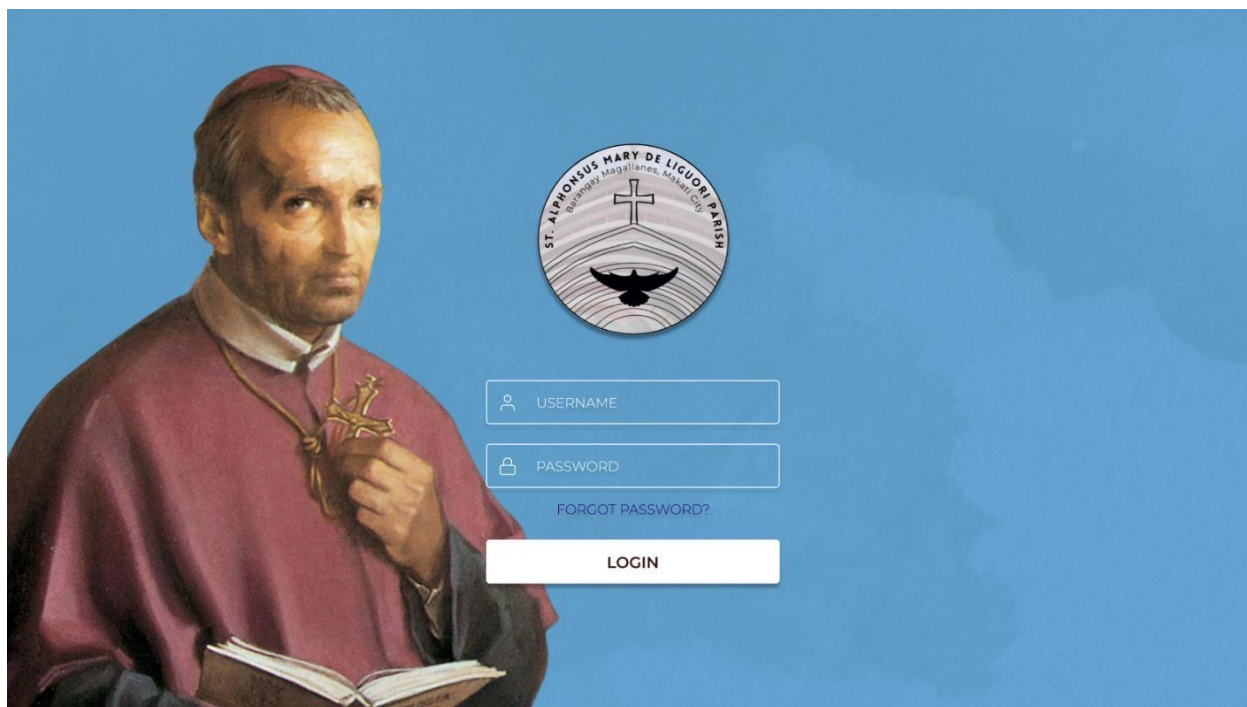 ST. ALPHONSUS MARY DE LIGUORI PARISH
Barangay Magallanes, Makati City
USERNAME
PASSWORD
FORGOT PASSWORD?
LOGIN